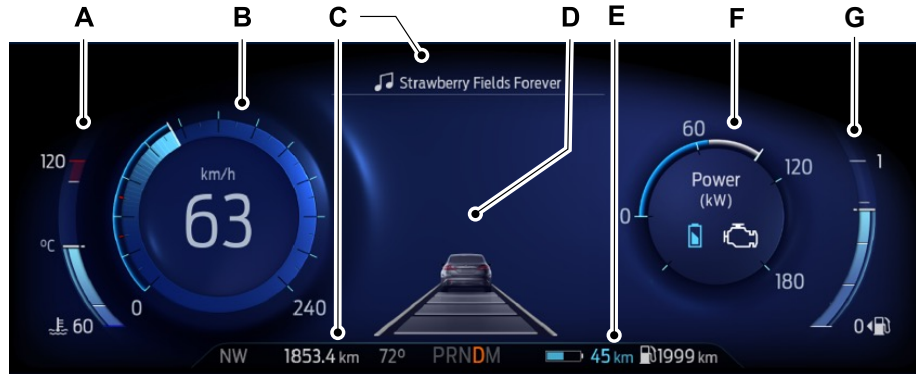 A B C D E F G
Strawberry Fields Forever
120
°C
60
km/h
63
0
240
60
0
120
180
Power
(kW)
1
0
NW 1853.4 km 72° PRNDM 45 km 1999 km